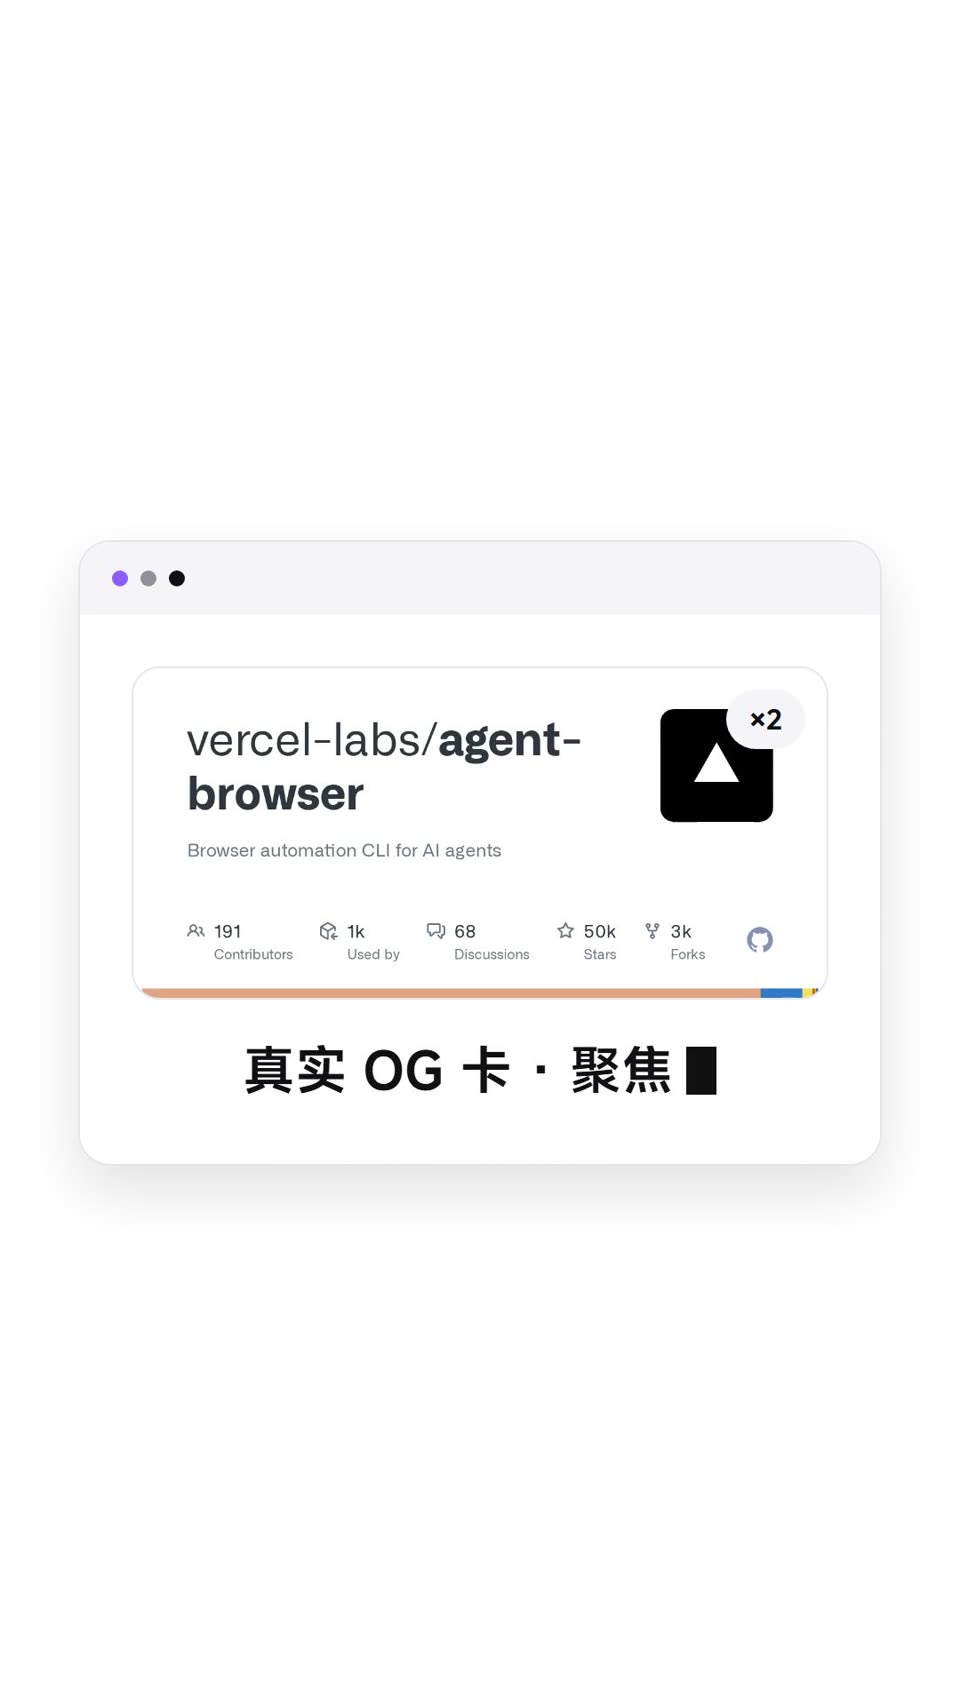 ×2
vercel-labs/agent-
browser
Browser automation CLI for AI agents
191 1k 68 50k 3k
Contributors Used by Discussions Stars Forks
真实 OG 卡 · 聚焦